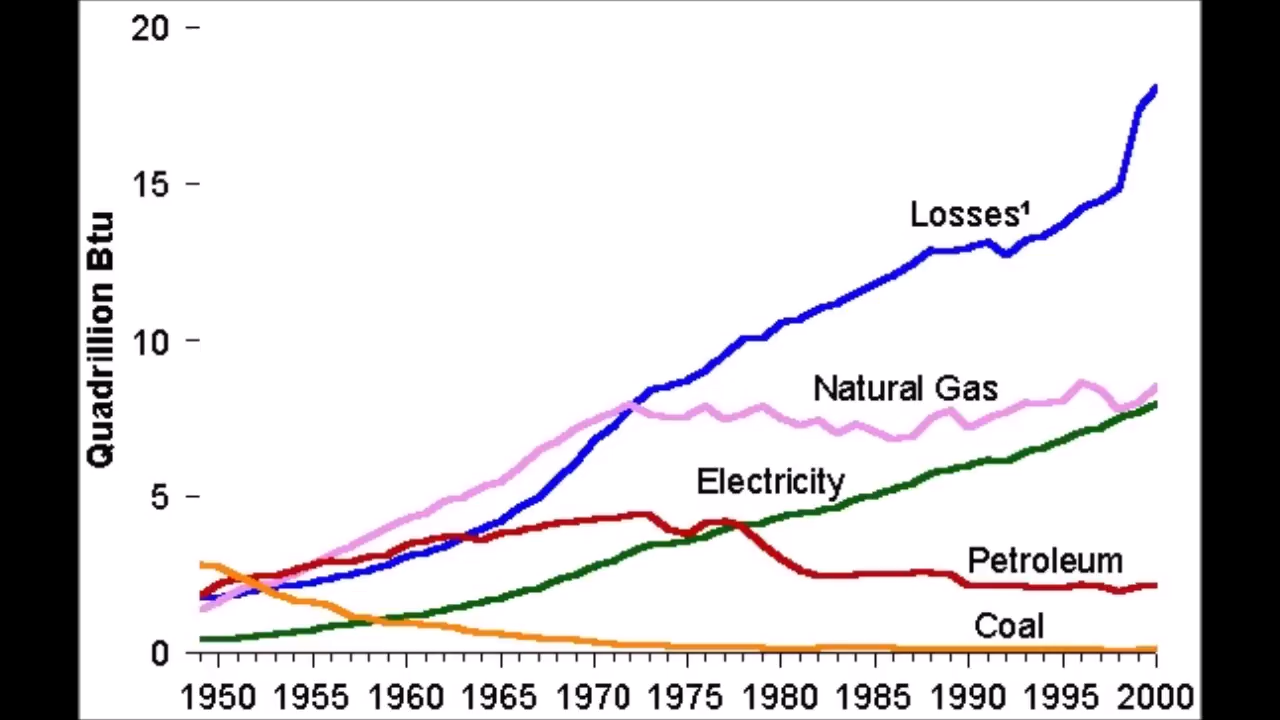 20
15
10
5
0
Quadrillion Btu
Losses¹
Natural Gas
Electricity
Petroleum
Coal
1950 1955 1960 1965 1970 1975 1980 1985 1990 1995 2000